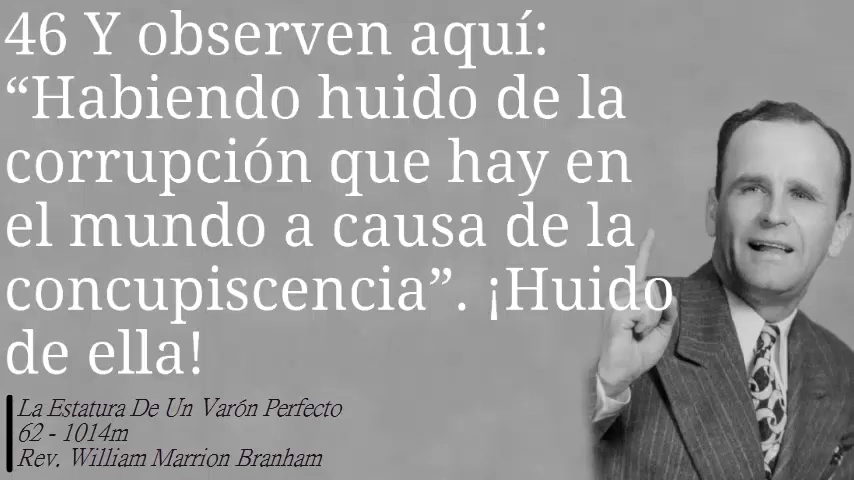 46 Y observen aquí:
“Habiendo huido de la
corrupción que hay en
el mundo a causa de la
concupiscencia”. ¡Huido
de ella!
La Estatura De Un Varón Perfecto
62 - 1014m
Rev. William Marrion Branham